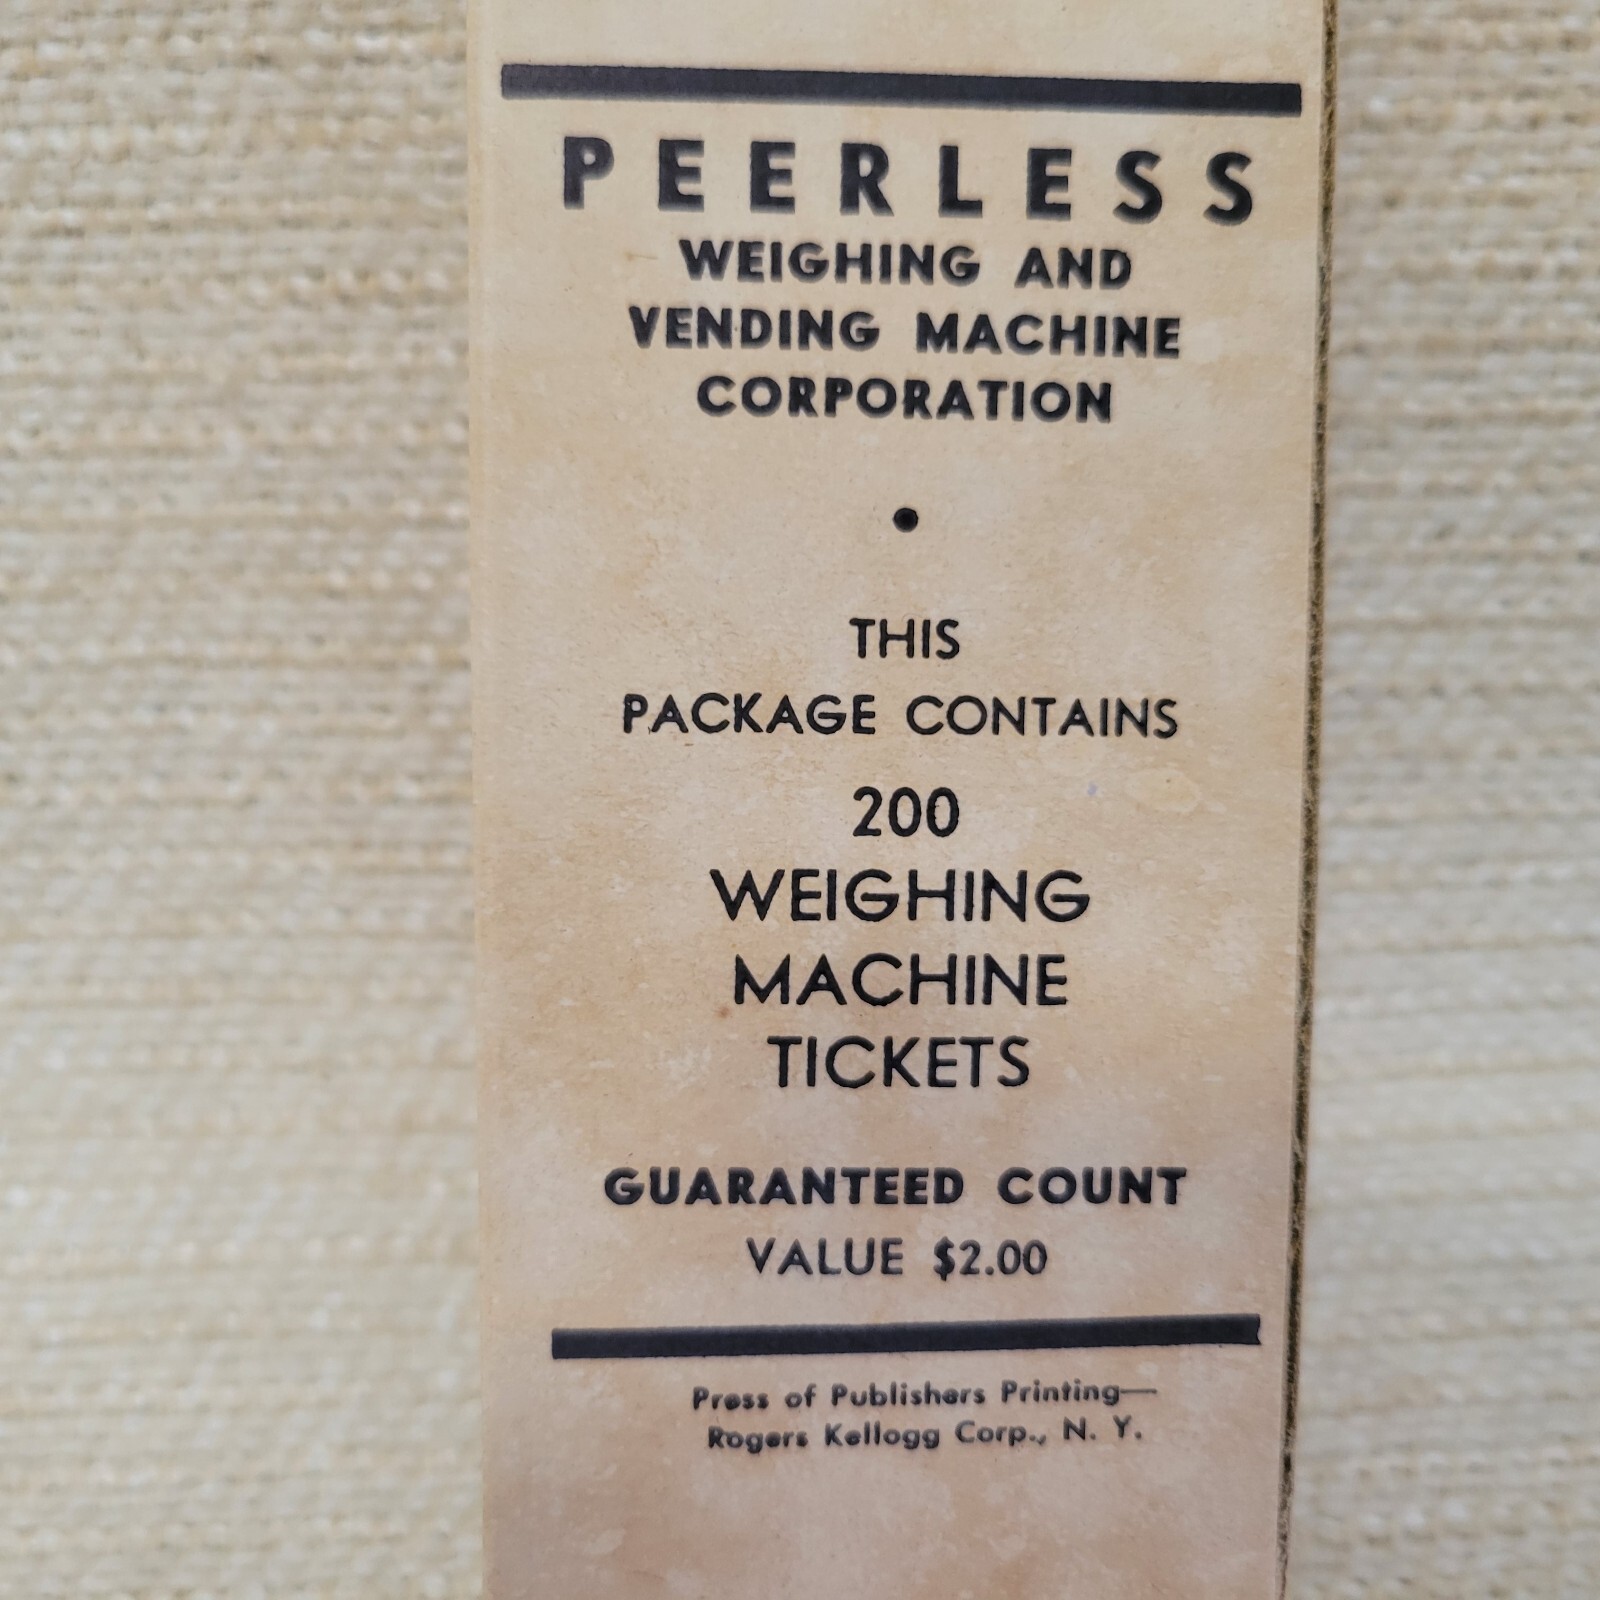 PEERLESS
WEIGHING AND
VENDING MACHINE
CORPORATION
•
THIS
PACKAGE CONTAINS
200
WEIGHING
MACHINE
TICKETS
GUARANTEED COUNT
VALUE $2.00
Press of Publishers Printing—
Rogers Kellogg Corp., N. Y.